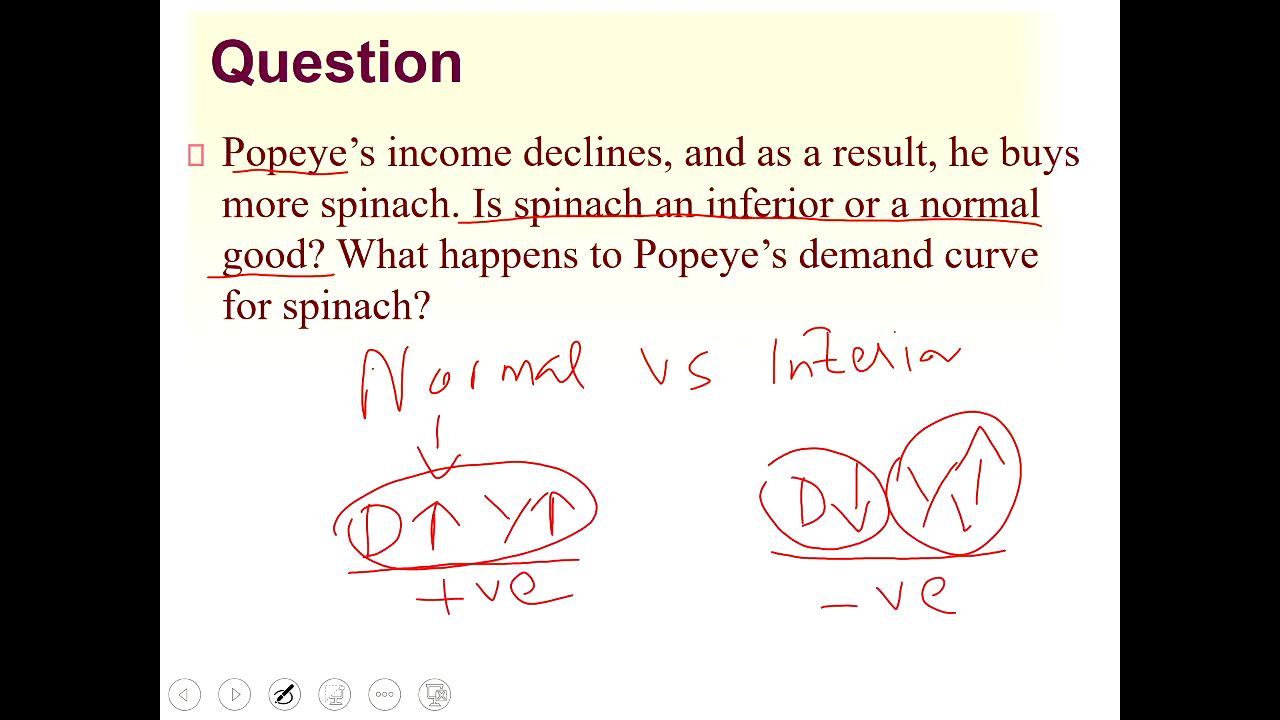 Question
Popeye’s income declines, and as a result, he buys
more spinach. Is spinach an inferior or a normal
good? What happens to Popeye’s demand curve
for spinach?
Normal vs Inferior
D↑ Y↑ D↓ Y↑
+ve -ve